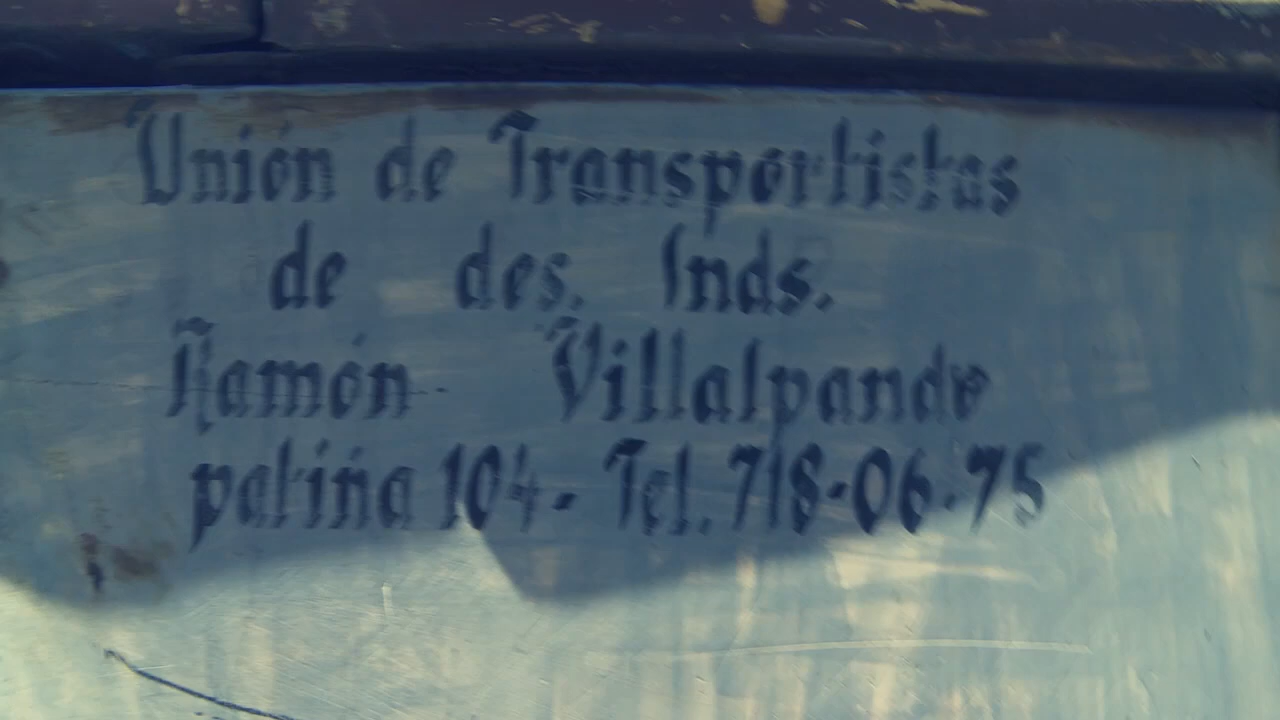 Unión de Transportistas
de des. Inds.
Ramón Villalpando
patiña 104- Tel. 718-06-75